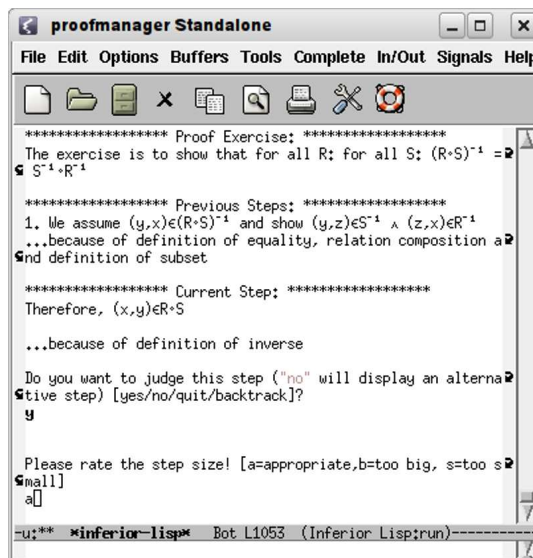 proofmanager Standalone
File Edit Options Buffers Tools Complete In/Out Signals Help
****************** Proof Exercise: ******************
The exercise is to show that for all R: for all S: (R∘S)⁻¹ =
S⁻¹∘R⁻¹
****************** Previous Steps: ******************
1. We assume (y,x)∈(R∘S)⁻¹ and show (y,z)∈S⁻¹ ∧ (z,x)∈R⁻¹
...because of definition of equality, relation composition a
nd definition of subset
****************** Current Step: ******************
Therefore, (x,y)∈R∘S
...because of definition of inverse
Do you want to judge this step ("no" will display an alterna
tive step) [yes/no/quit/backtrack]?
y
Please rate the step size! [a=appropriate,b=too big, s=too s
mall]
a
-u:** *inferior-lisp* Bot L1053 (Inferior Lisp:run)----------